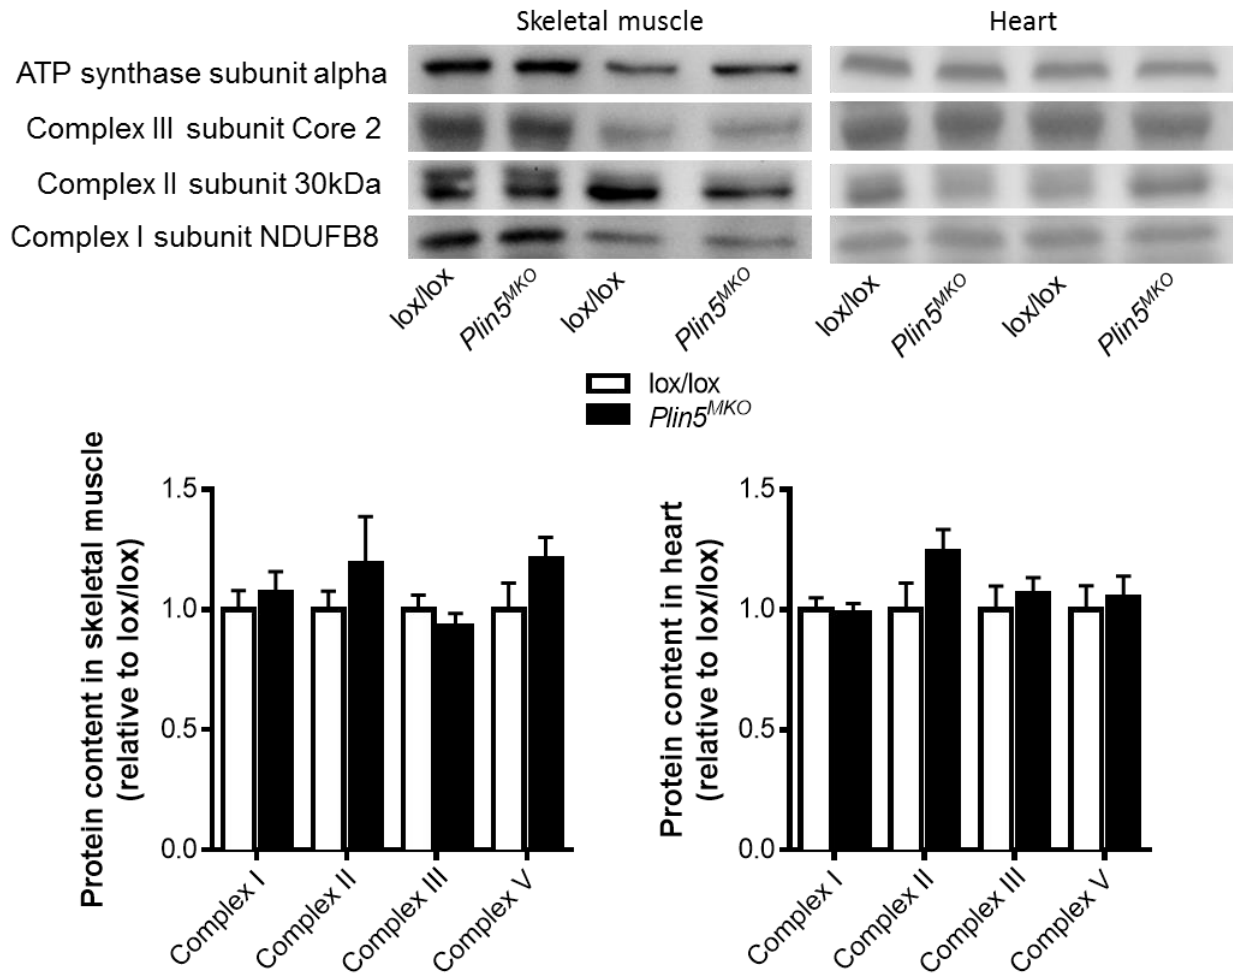 Skeletal muscle
Heart
ATP synthase subunit alpha
Complex III subunit Core 2
Complex II subunit 30kDa
Complex I subunit NDUFB8
lox/lox
Plin5MKO
lox/lox
Plin5MKO
lox/lox
Plin5MKO
lox/lox
Plin5MKO
lox/lox
Plin5MKO
Protein content in skeletal muscle
(relative to lox/lox)
1.5
1.0
0.5
0.0
Complex I
Complex II
Complex III
Complex V
Protein content in heart
(relative to lox/lox)
1.5
1.0
0.5
0.0
Complex I
Complex II
Complex III
Complex V